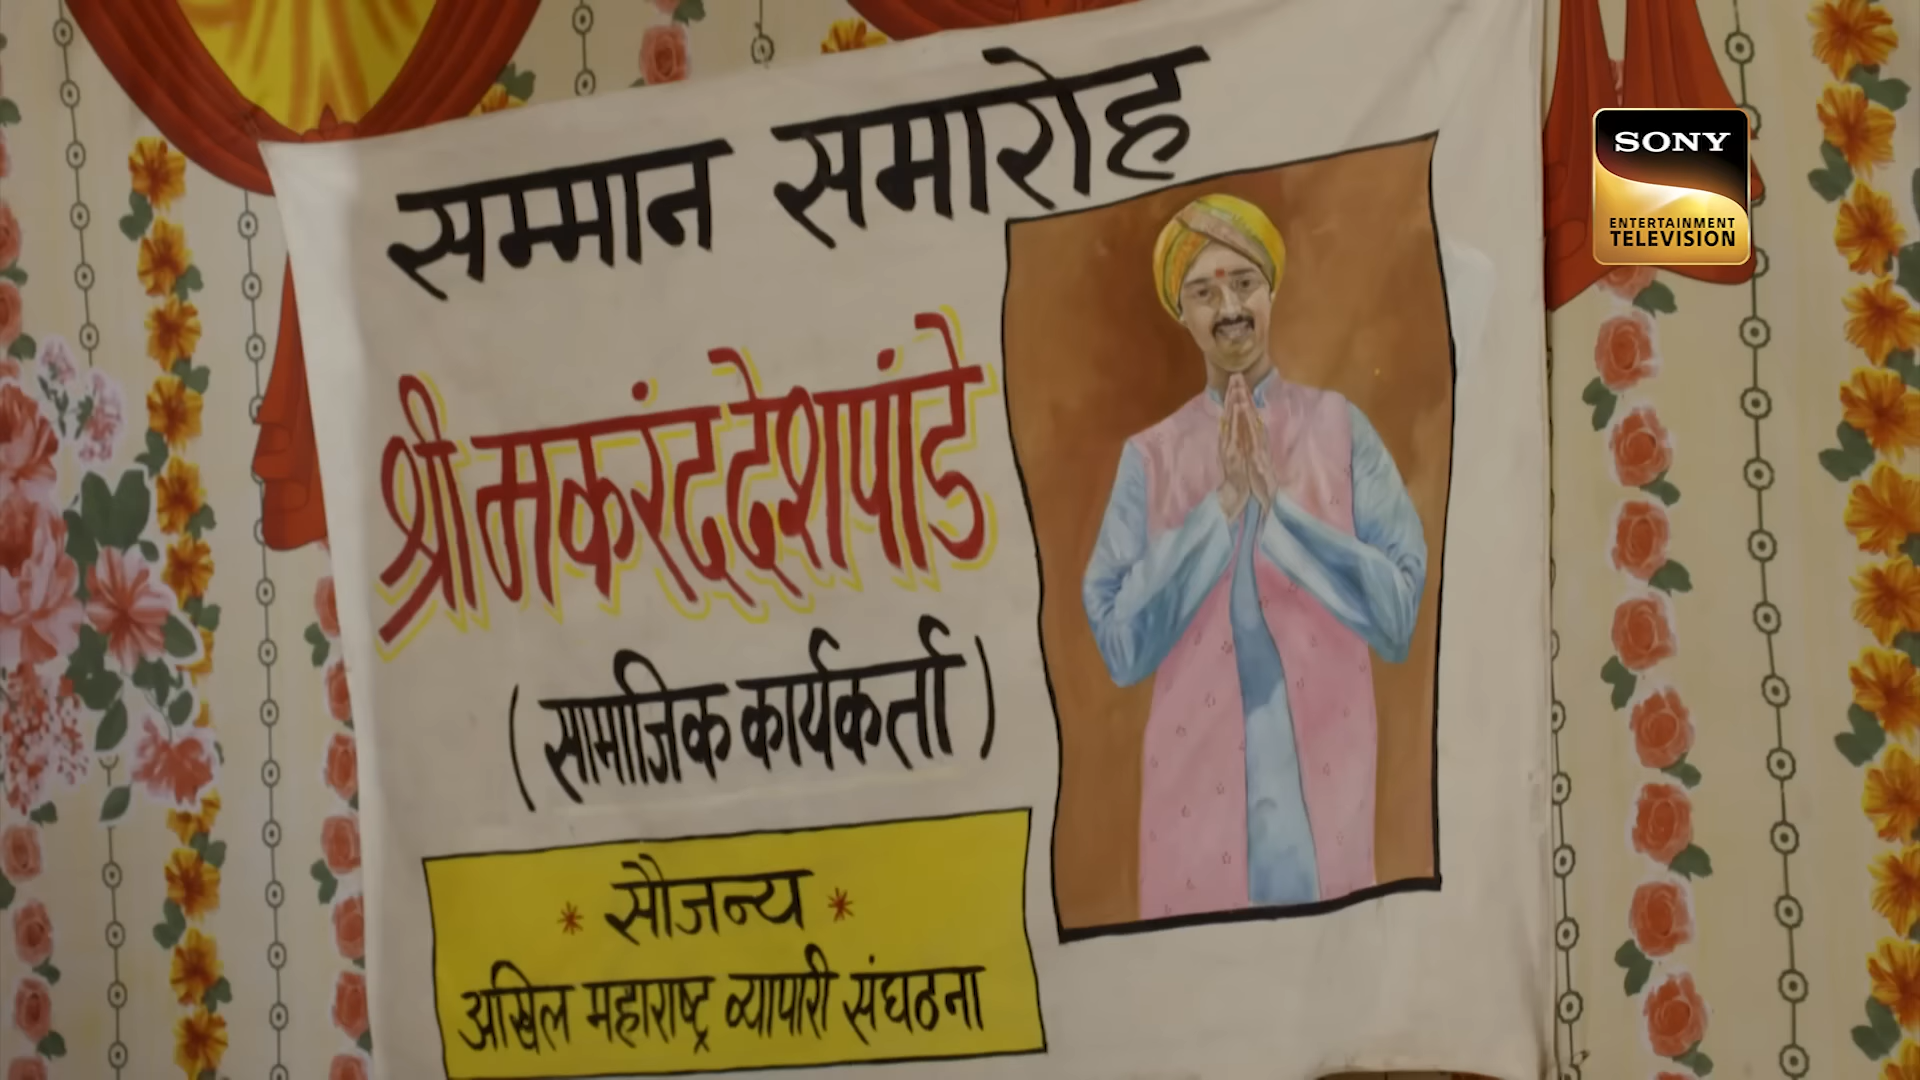 सम्मान समारोह
श्री मकरंद देशपांडे
(सामाजिक कार्यकर्ता)
* सौजन्य *
अखिल महाराष्ट्र व्यापारी संघठना
SONY
ENTERTAINMENT
TELEVISION